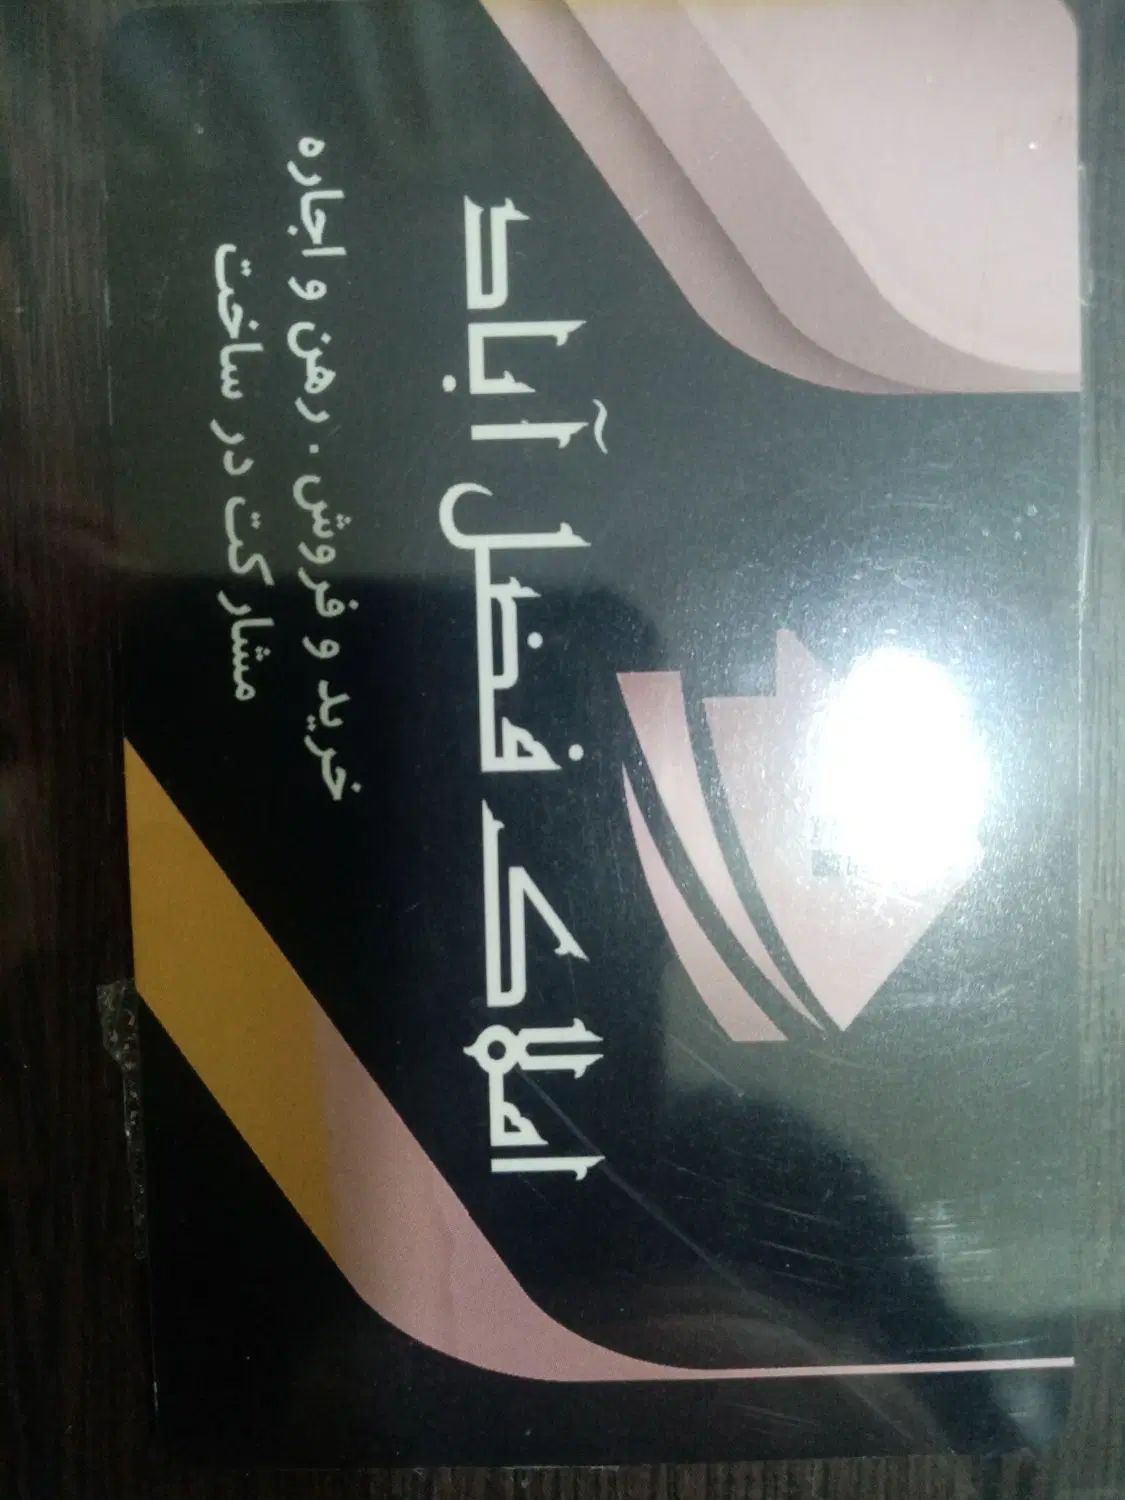 املاک فضل آباد
خرید و فروش . رهن و اجاره
مشارکت در ساخت